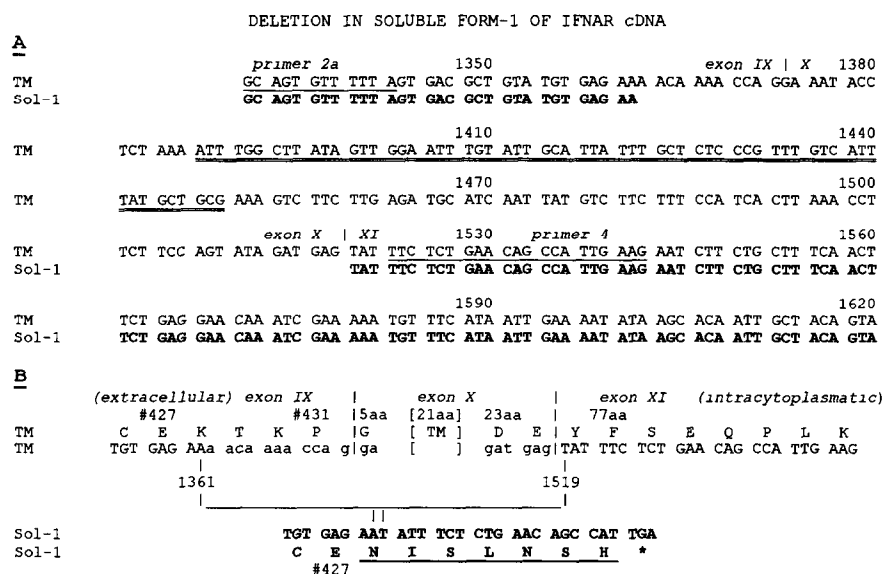 DELETION IN SOLUBLE FORM-1 OF IFNAR cDNA
A
primer 2a 1350 exon IX | X 1380
TM GC AGT GTT TTT AGT GAC GCT GTA TGT GAG AAA ACA AAA CCA GGA AAT ACC
Sol-1 GC AGT GTT TTT AGT GAC GCT GTA TGT GAG AA
1410 1440
TM TCT AAA ATT TGG CTT ATA GTT GGA ATT TGT ATT GCA TTA TTT GCT CTC CCG TTT GTC ATT
1470 1500
TM TAT GCT GCG AAA GTC TTC TTG AGA TGC ATC AAT TAT GTC TTC TTT CCA TCA CTT AAA CCT
exon X | XI 1530 primer 4 1560
TM TCT TCC AGT ATA GAT GAG TAT TTC TCT GAA CAG CCA TTG AAG AAT CTT CTG CTT TCA ACT
Sol-1 TAT TTC TCT GAA CAG CCA TTG AAG AAT CTT CTG CTT TCA ACT
1590 1620
TM TCT GAG GAA CAA ATC GAA AAA TGT TTC ATA ATT GAA AAT ATA AGC ACA ATT GCT ACA GTA
Sol-1 TCT GAG GAA CAA ATC GAA AAA TGT TTC ATA ATT GAA AAT ATA AGC ACA ATT GCT ACA GTA
B
(extracellular) exon IX | exon X | exon XI (intracytoplasmatic)
#427 #431 |5aa [21aa] 23aa | 77aa
TM C E K T K P |G [ TM ] D E| Y F S E Q P L K
TM TGT GAG AAa aca aaa cca g|ga [ ] gat gag|TAT TTC TCT GAA CAG CCA TTG AAG
1361 1519
Sol-1 TGT GAG AAT ATT TCT CTG AAC AGC CAT TGA
Sol-1 C E N I S L N S H *
#427